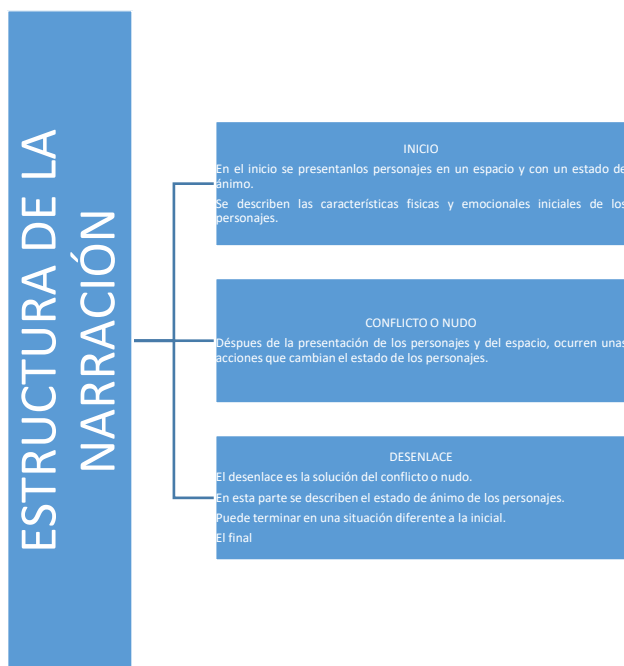 ESTRUCTURA DE LA
NARRACIÓN
INICIO
En el inicio se presentanlos personajes en un espacio y con un estado de
ánimo.
Se describen las características fisicas y emocionales iniciales de los
personajes.
CONFLICTO O NUDO
Déspues de la presentación de los personajes y del espacio, ocurren unas
acciones que cambian el estado de los personajes.
DESENLACE
El desenlace es la solución del conflicto o nudo.
En esta parte se describen el estado de ánimo de los personajes.
Puede terminar en una situación diferente a la inicial.
El final